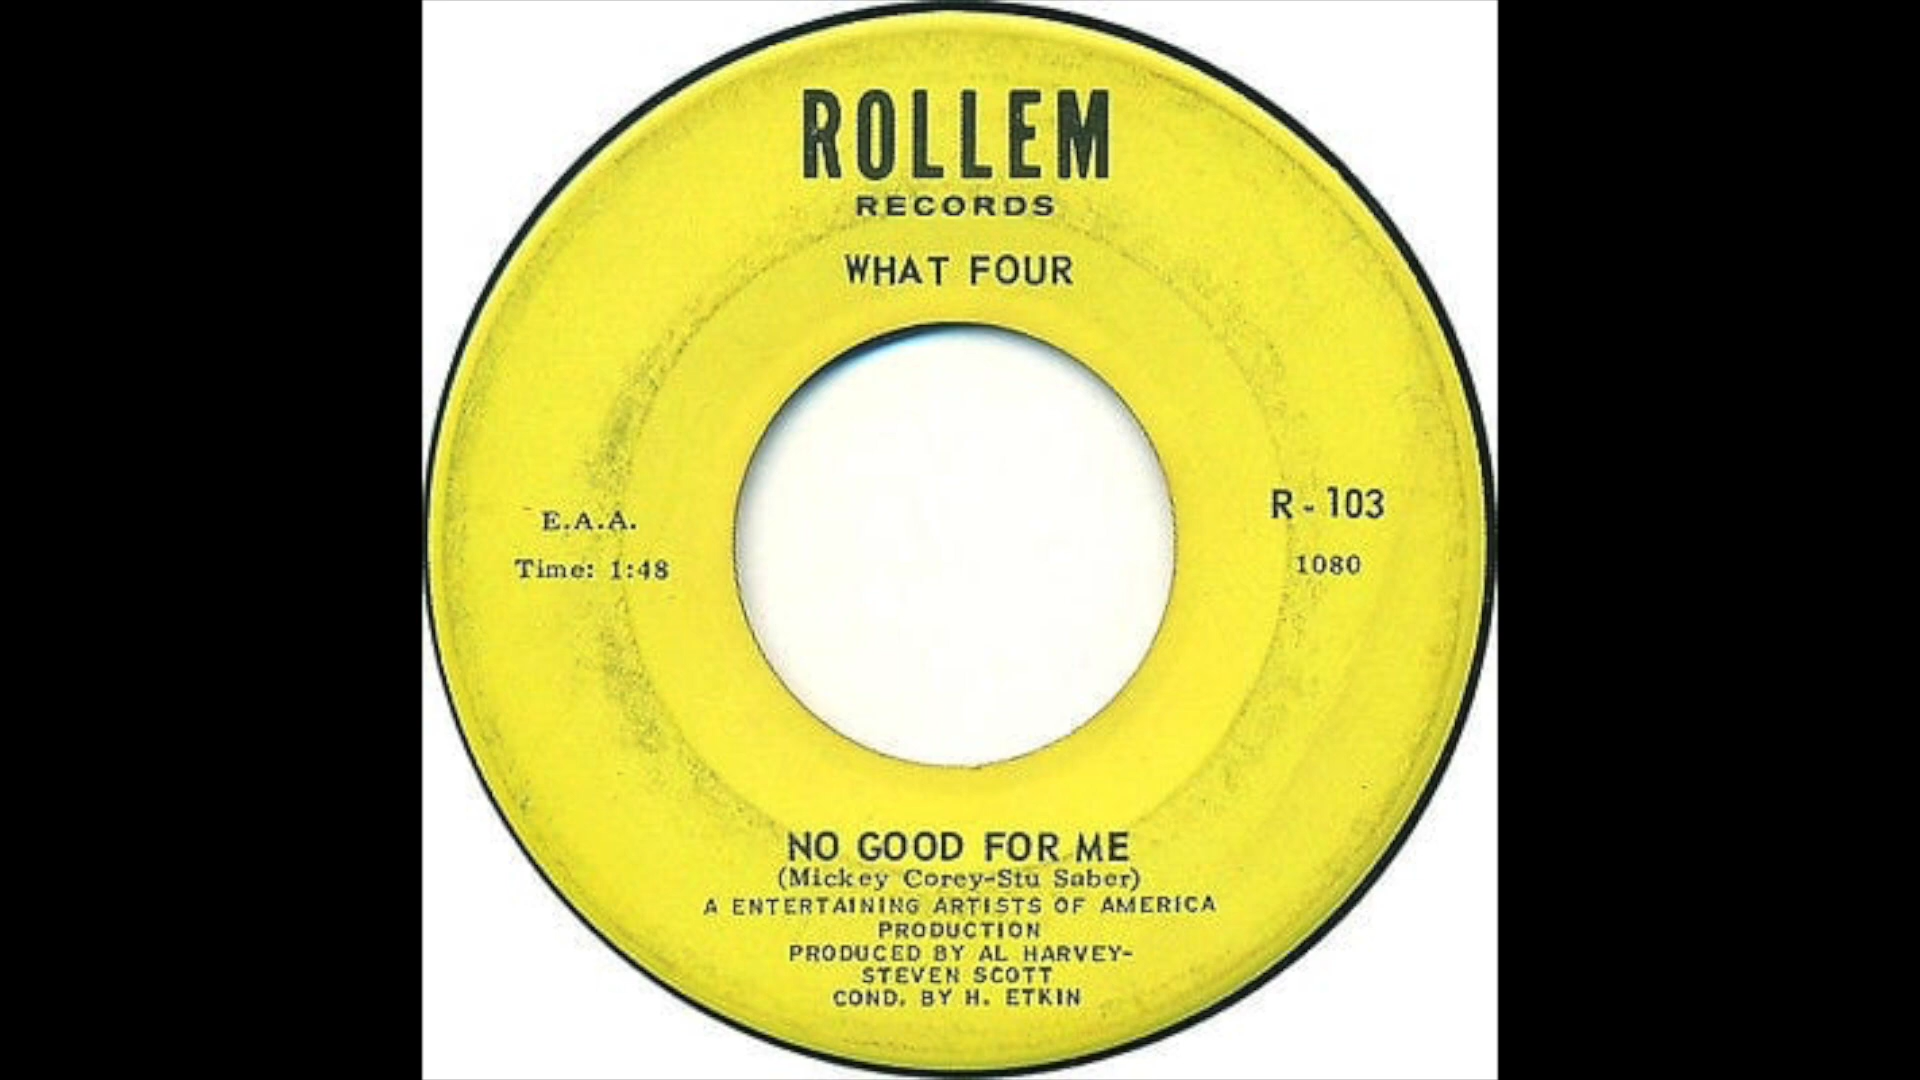 ROLLEM
RECORDS
WHAT FOUR
E.A.A.
Time: 1:48
R - 103
1080
NO GOOD FOR ME
(Mickey Corey-Stu Saber)
A ENTERTAINING ARTISTS OF AMERICA
PRODUCTION
PRODUCED BY AL HARVEY-
STEVEN SCOTT
COND. BY H. ETKIN